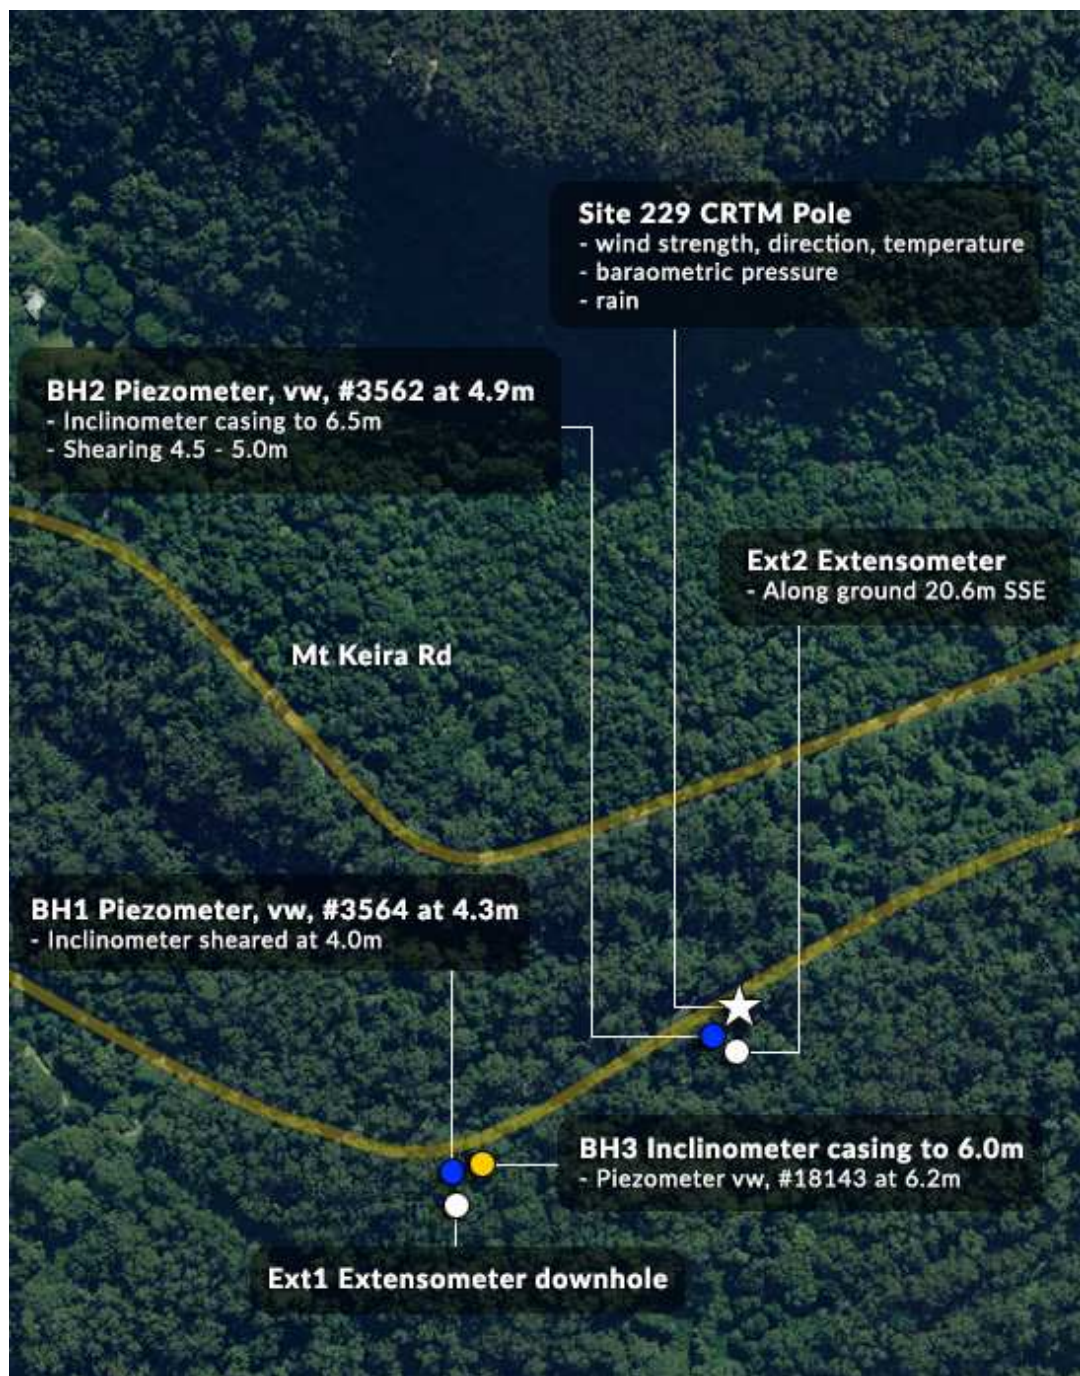 Site 229 CRTM Pole
- wind strength, direction, temperature
- baraometric pressure
- rain
BH2 Piezometer, vw, #3562 at 4.9m
- Inclinometer casing to 6.5m
- Shearing 4.5 - 5.0m
Ext2 Extensometer
- Along ground 20.6m SSE
Mt Keira Rd
BH1 Piezometer, vw, #3564 at 4.3m
- Inclinometer sheared at 4.0m
BH3 Inclinometer casing to 6.0m
- Piezometer vw, #18143 at 6.2m
Ext1 Extensometer downhole